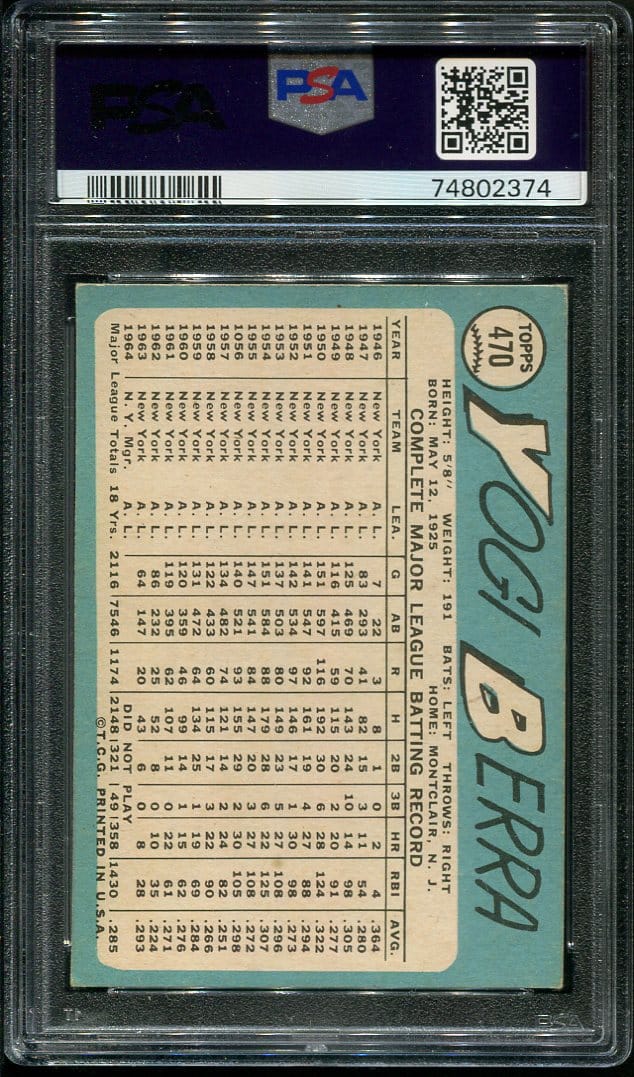 PSA
PSA
74802374
TOPPS
470
YOGI BERRA
HEIGHT: 5'8" WEIGHT: 191 BATS: LEFT THROWS: RIGHT
BORN: MAY 12, 1925 HOME: MONTCLAIR, N. J.
COMPLETE MAJOR LEAGUE BATTING RECORD
YEAR TEAM LEA. G AB R H 2B 3B HR RBI AVG.
1946 New York A. L. 7 22 3 8 1 0 2 4 .364
1947 New York A. L. 83 293 41 82 15 3 11 54 .280
1948 New York A. L. 125 469 70 143 24 10 14 98 .305
1949 New York A. L. 116 415 59 115 20 2 20 91 .277
1950 New York A. L. 151 597 116 192 30 6 28 124 .322
1951 New York A. L. 141 547 92 161 19 4 27 88 .294
1952 New York A. L. 142 534 97 146 17 1 30 98 .273
1953 New York A. L. 137 503 80 149 23 5 27 108 .296
1954 New York A. L. 151 584 88 179 28 6 22 125 .307
1955 New York A. L. 147 541 84 147 20 3 27 108 .272
1956 New York A. L. 140 521 93 155 29 2 30 105 .298
1957 New York A. L. 134 482 74 121 14 2 24 82 .251
1958 New York A. L. 122 433 60 115 17 3 22 90 .266
1959 New York A. L. 131 472 64 134 25 1 19 69 .284
1960 New York A. L. 120 359 46 99 14 1 15 62 .276
1961 New York A. L. 119 395 62 107 11 0 22 61 .271
1962 New York A. L. 86 232 25 52 8 0 10 35 .224
1963 New York A. L. 64 147 20 43 6 0 8 28 .293
1964 N. Y. Mgr. A. L. DID NOT PLAY
Major League Totals 18 Yrs. 2116 7546 1174 2148 321 49 358 1430 .285
©T.C.G. PRINTED IN U.S.A.
PSA